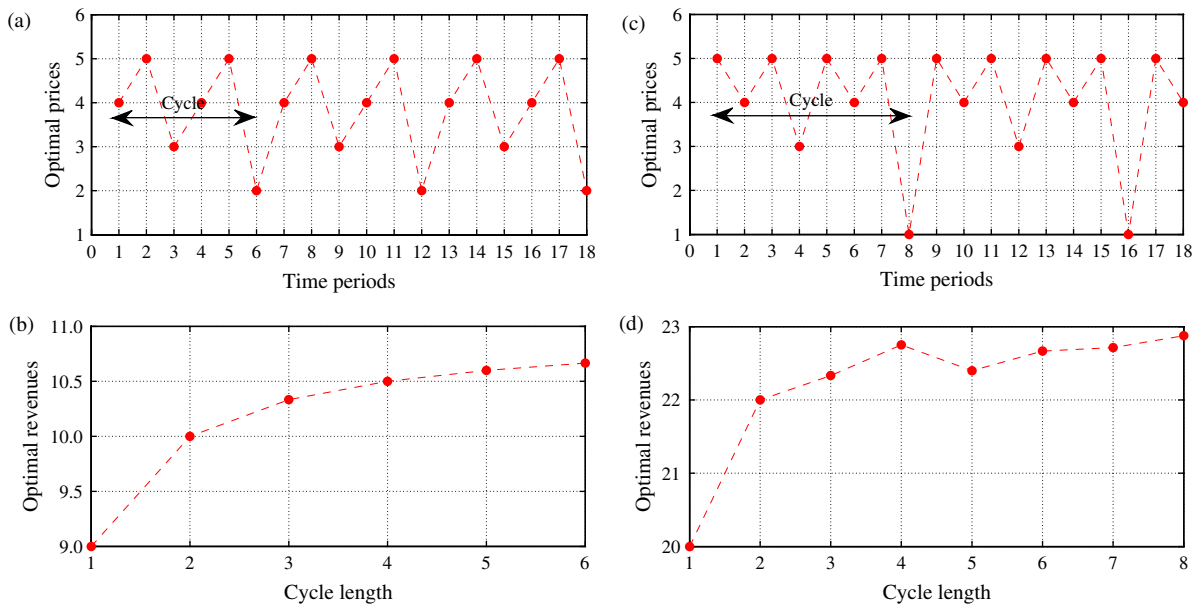 (a)
Optimal prices
6
5
4
3
2
1
Cycle
0 1 2 3 4 5 6 7 8 9 10 11 12 13 14 15 16 17 18
Time periods
(c)
Optimal prices
6
5
4
3
2
1
Cycle
0 1 2 3 4 5 6 7 8 9 10 11 12 13 14 15 16 17 18
Time periods
(b)
Optimal revenues
11.0
10.5
10.0
9.5
9.0
1 2 3 4 5 6
Cycle length
(d)
Optimal revenues
23
22
21
20
1 2 3 4 5 6 7 8
Cycle length